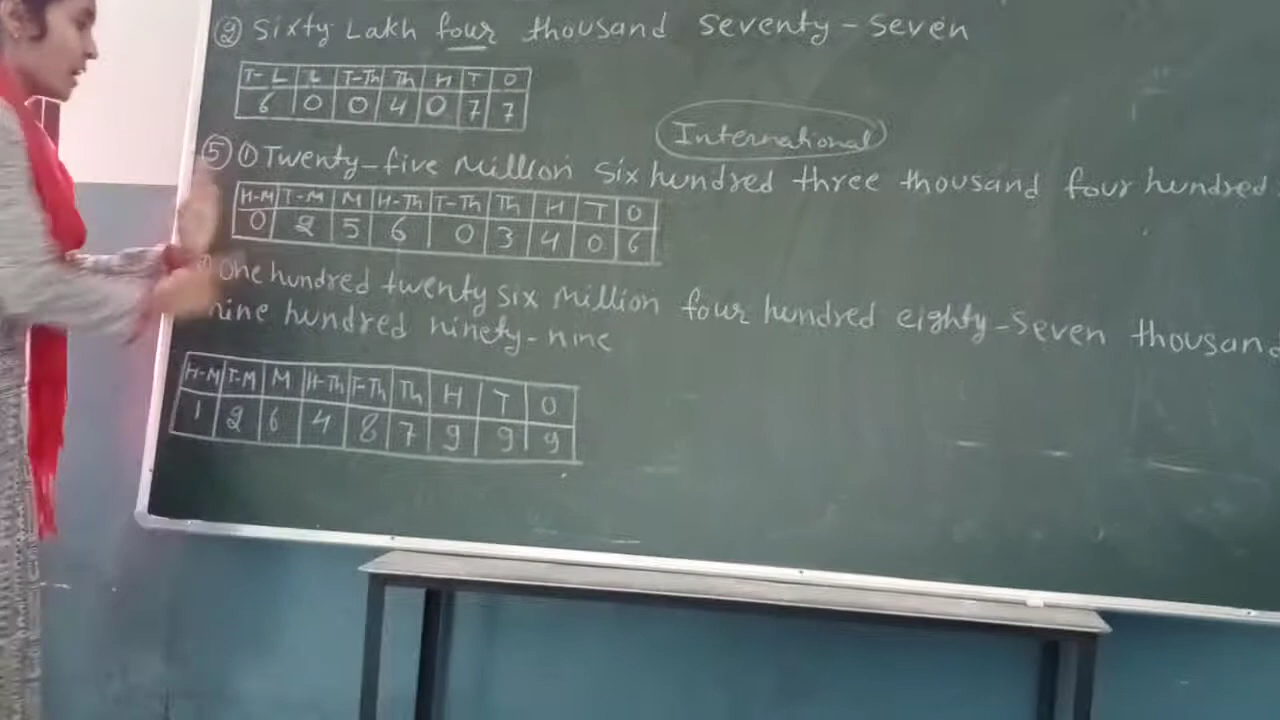 ② Sixty Lakh four thousand seventy-seven
T-L L T-Th Th H T O
6 0 0 4 0 7 7
International
⑤ ① Twenty-five Million Six hundred three thousand four hundred
H-M T-M M H-Th T-Th Th H T O
0 2 5 6 0 3 4 0 6
One hundred twenty six Million four hundred eighty-seven thousand
nine hundred ninety-nine
H-M T-M M H-Th T-Th Th H T O
1 2 6 4 8 7 9 9 9